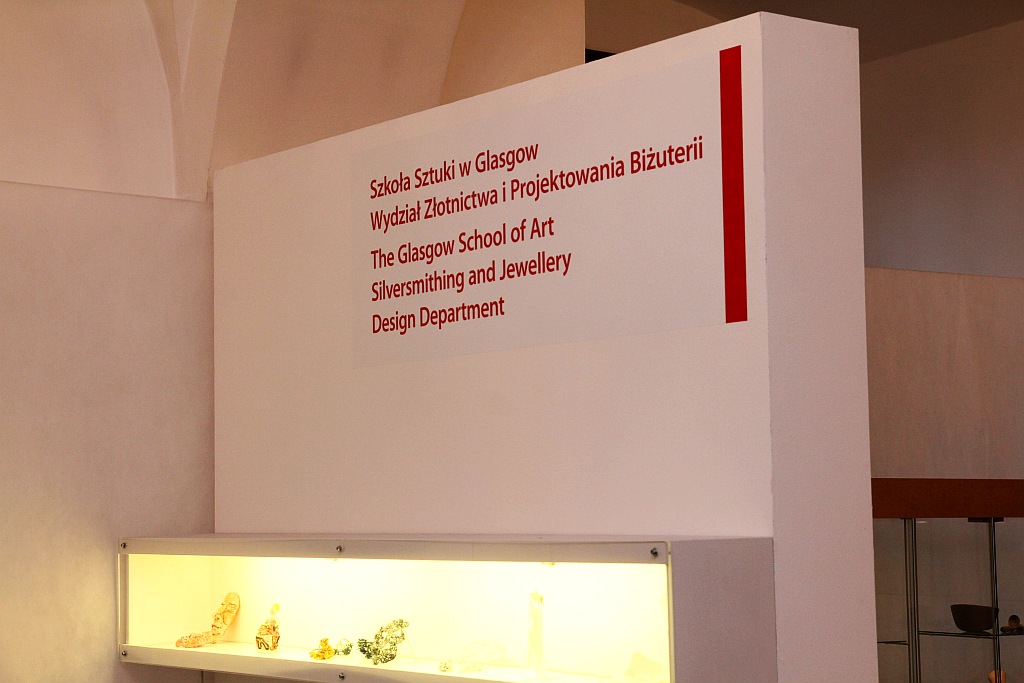 Szkoła Sztuki w Glasgow
Wydział Złotnictwa i Projektowania Biżuterii
The Glasgow School of Art
Silversmithing and Jewellery
Design Department